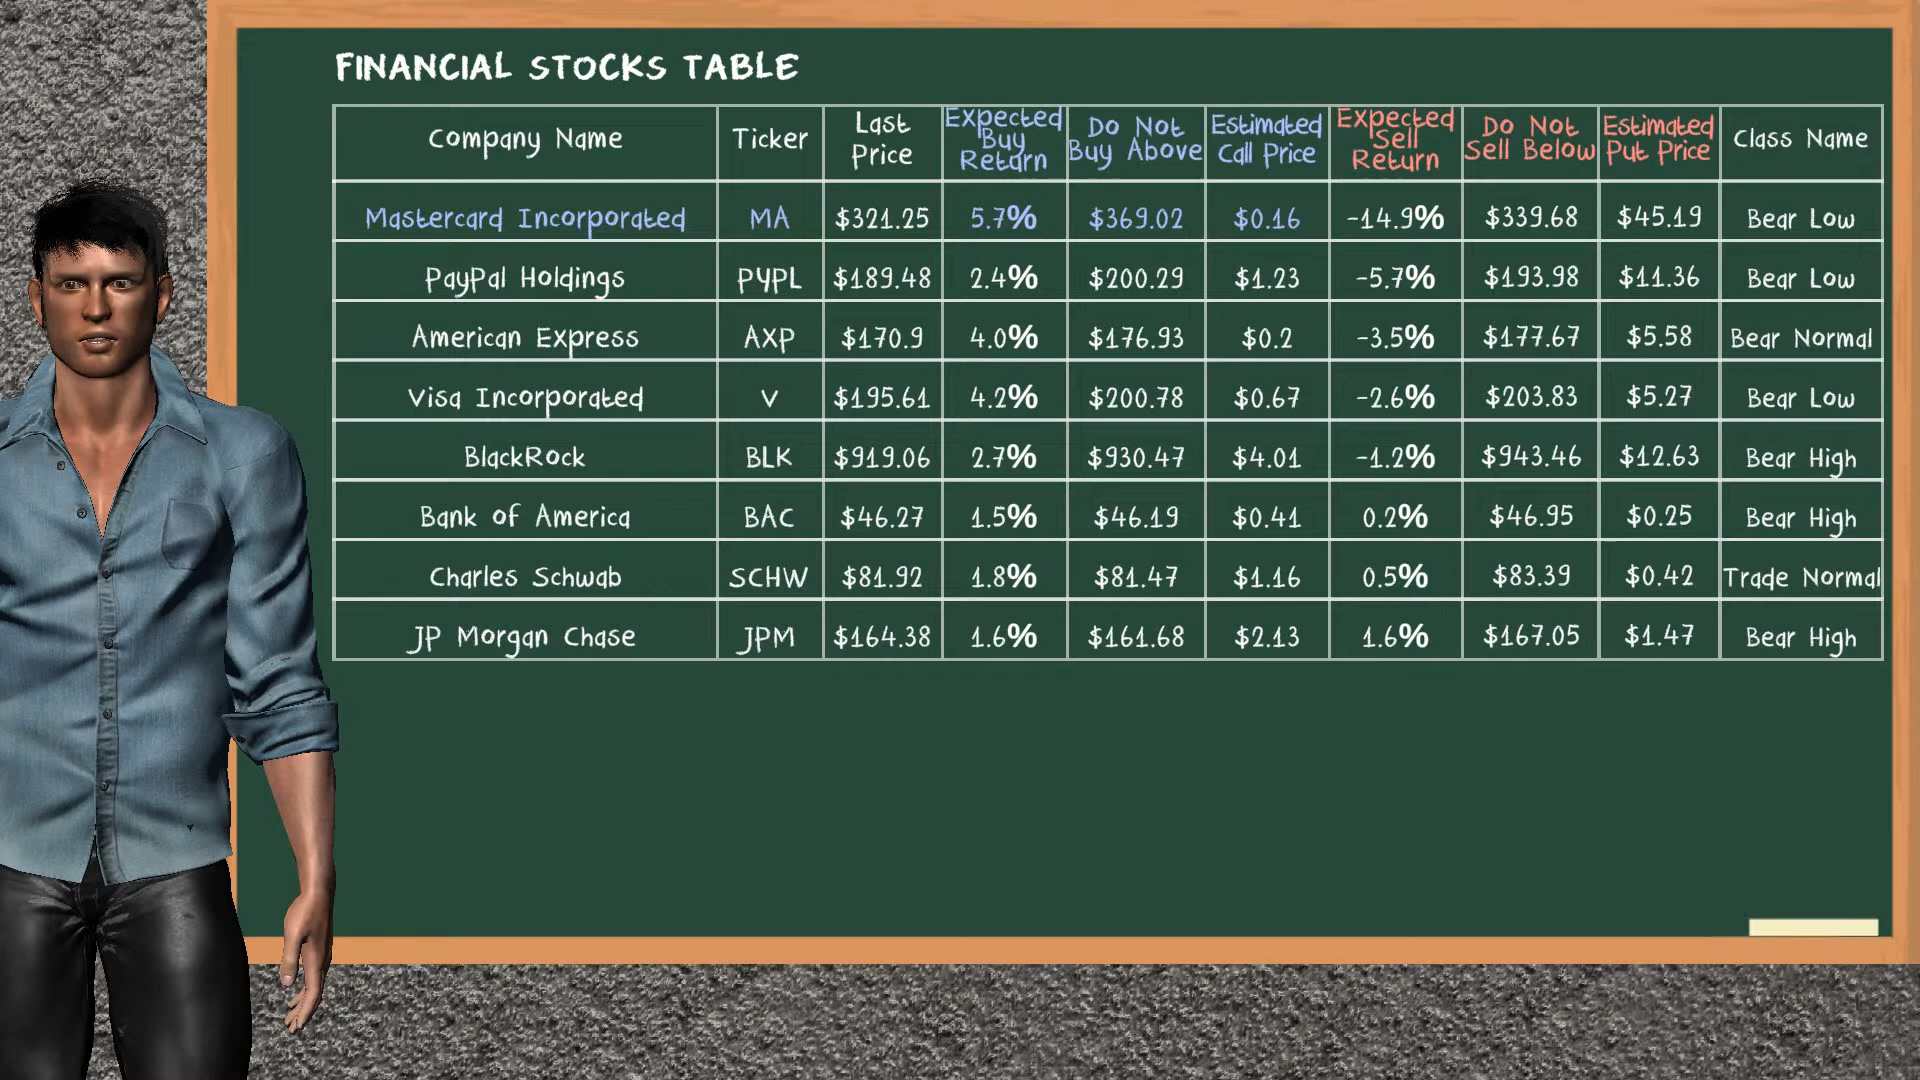 FINANCIAL STOCKS TABLE
Company Name Ticker Last Price Expected Buy Return Do Not Buy Above Estimated Call Price Expected Sell Return Do Not Sell Below Estimated Put Price Class Name
Mastercard Incorporated MA $321.25 5.7% $369.02 $0.16 -14.9% $339.68 $45.19 Bear Low
PayPal Holdings PYPL $189.48 2.4% $200.29 $1.23 -5.7% $193.98 $11.36 Bear Low
American Express AXP $170.9 4.0% $176.93 $0.2 -3.5% $177.67 $5.58 Bear Normal
Visa Incorporated V $195.61 4.2% $200.78 $0.67 -2.6% $203.83 $5.27 Bear Low
BlackRock BLK $919.06 2.7% $930.47 $4.01 -1.2% $943.46 $12.63 Bear High
Bank of America BAC $46.27 1.5% $46.19 $0.41 0.2% $46.95 $0.25 Bear High
Charles Schwab SCHW $81.92 1.8% $81.47 $1.16 0.5% $83.39 $0.42 Trade Normal
JP Morgan Chase JPM $164.38 1.6% $161.68 $2.13 1.6% $167.05 $1.47 Bear High